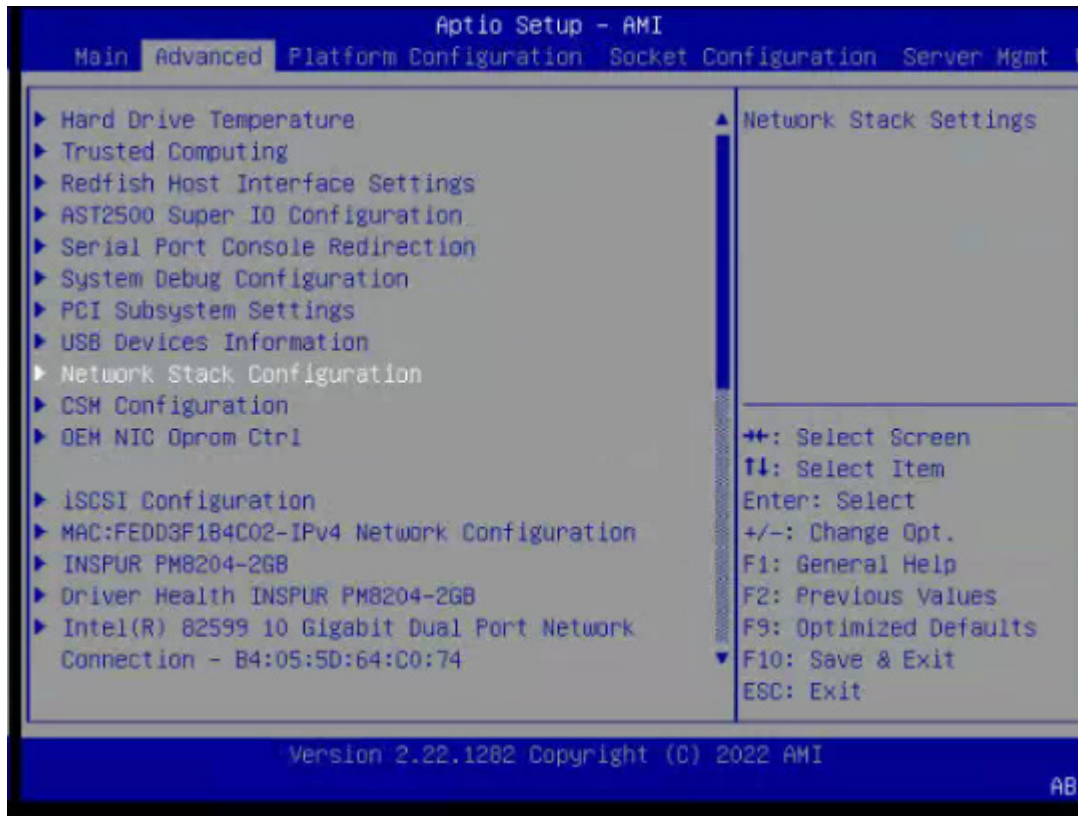 Aptio Setup – AMI
Main Advanced Platform Configuration Socket Configuration Server Mgmt
Hard Drive Temperature
Trusted Computing
Redfish Host Interface Settings
AST2500 Super IO Configuration
Serial Port Console Redirection
System Debug Configuration
PCI Subsystem Settings
USB Devices Information
Network Stack Configuration
CSM Configuration
OEM NIC Oprom Ctrl
iSCSI Configuration
MAC:FEDD3F1B4C02-IPv4 Network Configuration
INSPUR PM8204-2GB
Driver Health INSPUR PM8204-2GB
Intel(R) 82599 10 Gigabit Dual Port Network
Connection - B4:05:5D:64:C0:74
Network Stack Settings
→←: Select Screen
↑↓: Select Item
Enter: Select
+/-: Change Opt.
F1: General Help
F2: Previous Values
F9: Optimized Defaults
F10: Save & Exit
ESC: Exit
Version 2.22.1282 Copyright (C) 2022 AMI
AB